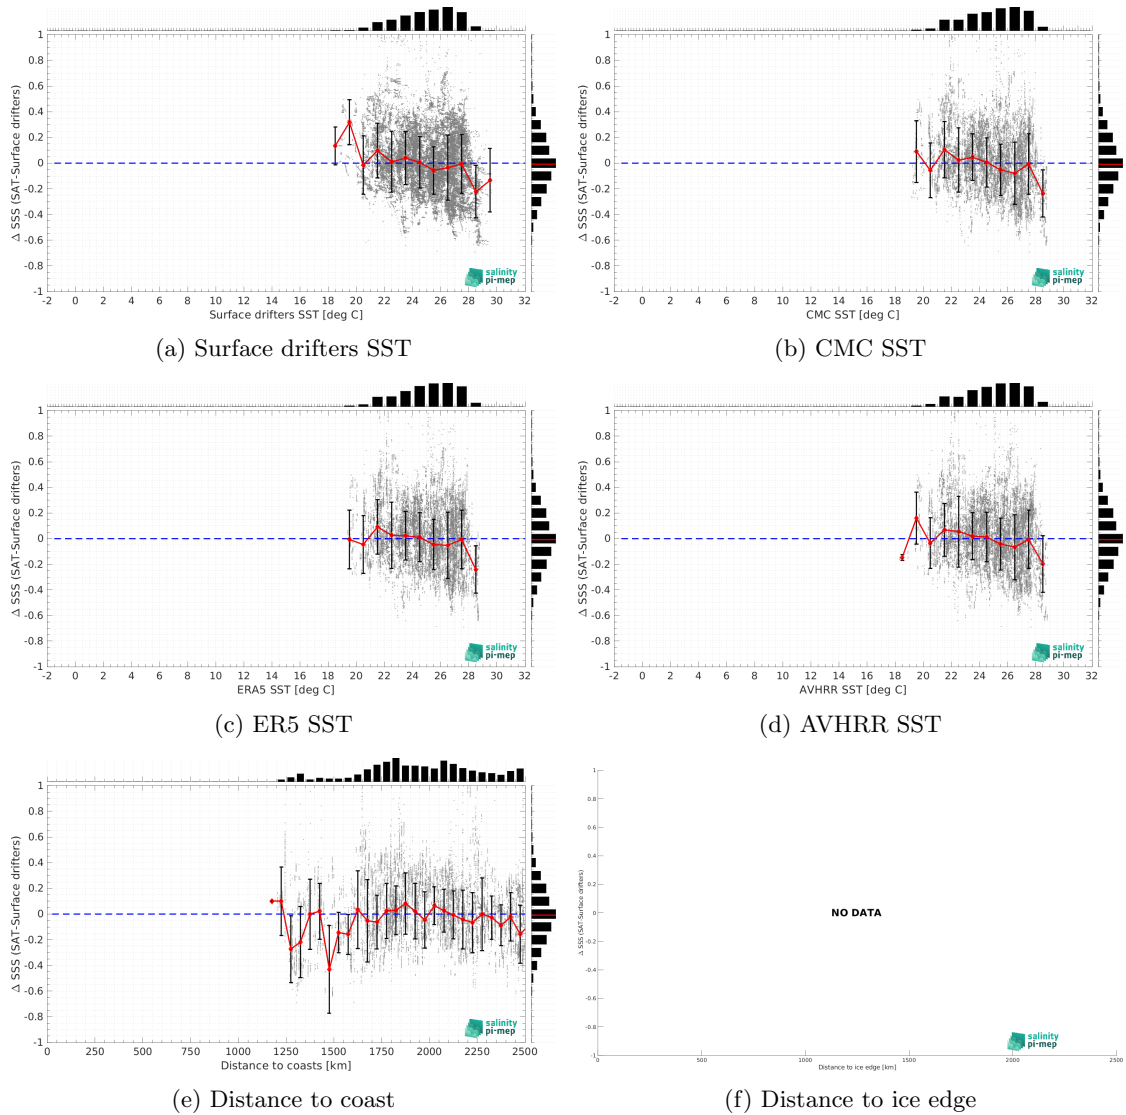 1
0.8
0.6
0.4
0.2
0
-0.2
-0.4
-0.6
-0.8
-1
Δ SSS (SAT-Surface drifters)
-2 0 2 4 6 8 10 12 14 16 18 20 22 24 26 28 30 32
Surface drifters SST [deg C]
salinity
pi-mep
(a) Surface drifters SST
1
0.8
0.6
0.4
0.2
0
-0.2
-0.4
-0.6
-0.8
-1
Δ SSS (SAT-Surface drifters)
-2 0 2 4 6 8 10 12 14 16 18 20 22 24 26 28 30 32
CMC SST [deg C]
salinity
pi-mep
(b) CMC SST
1
0.8
0.6
0.4
0.2
0
-0.2
-0.4
-0.6
-0.8
-1
Δ SSS (SAT-Surface drifters)
-2 0 2 4 6 8 10 12 14 16 18 20 22 24 26 28 30 32
ERA5 SST [deg C]
salinity
pi-mep
(c) ER5 SST
1
0.8
0.6
0.4
0.2
0
-0.2
-0.4
-0.6
-0.8
-1
Δ SSS (SAT-Surface drifters)
-2 0 2 4 6 8 10 12 14 16 18 20 22 24 26 28 30 32
AVHRR SST [deg C]
salinity
pi-mep
(d) AVHRR SST
1
0.8
0.6
0.4
0.2
0
-0.2
-0.4
-0.6
-0.8
-1
Δ SSS (SAT-Surface drifters)
0 250 500 750 1000 1250 1500 1750 2000 2250 2500
Distance to coasts [km]
salinity
pi-mep
(e) Distance to coast
1
0.8
0.6
0.4
0.2
0
-0.2
-0.4
-0.6
-0.8
-1
Δ SSS (SAT-Surface drifters)
NO DATA
0 500 1000 1500 2000 2500
Distance to ice edge [km]
salinity
pi-mep
(f) Distance to ice edge